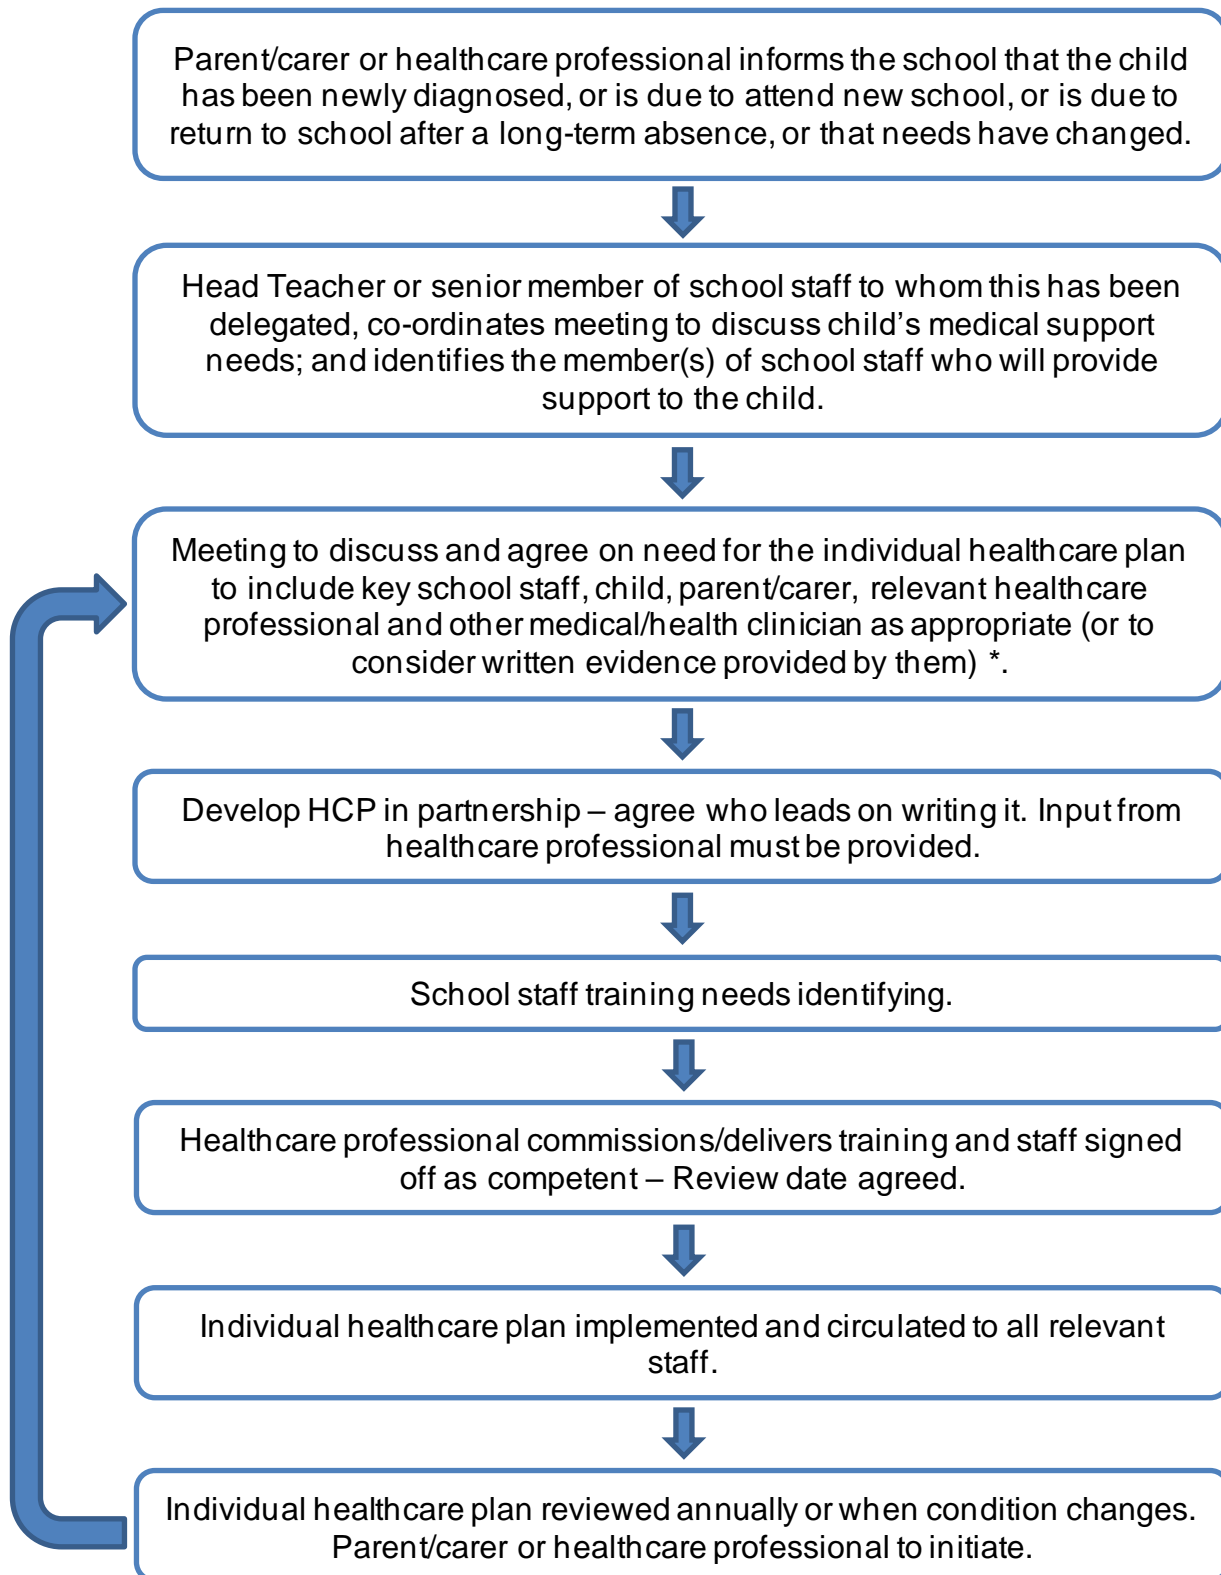 Parent/carer or healthcare professional informs the school that the child
has been newly diagnosed, or is due to attend new school, or is due to
return to school after a long-term absence, or that needs have changed.
Head Teacher or senior member of school staff to whom this has been
delegated, co-ordinates meeting to discuss child’s medical support
needs; and identifies the member(s) of school staff who will provide
support to the child.
Meeting to discuss and agree on need for the individual healthcare plan
to include key school staff, child, parent/carer, relevant healthcare
professional and other medical/health clinician as appropriate (or to
consider written evidence provided by them) *.
Develop HCP in partnership – agree who leads on writing it. Input from
healthcare professional must be provided.
School staff training needs identifying.
Healthcare professional commissions/delivers training and staff signed
off as competent – Review date agreed.
Individual healthcare plan implemented and circulated to all relevant
staff.
Individual healthcare plan reviewed annually or when condition changes.
Parent/carer or healthcare professional to initiate.